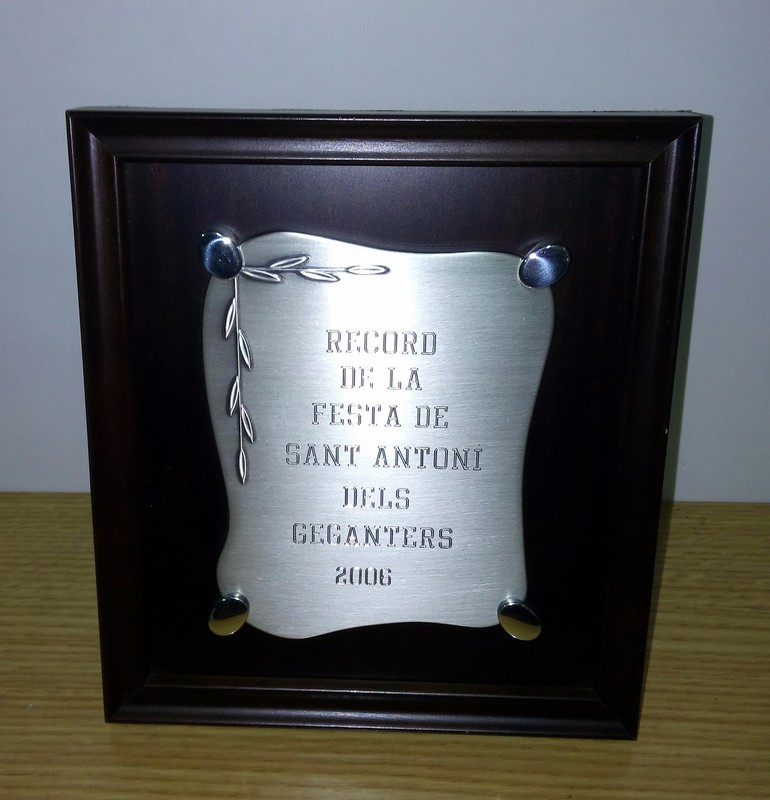 RECORD
DE LA
FESTA DE
SANT ANTONI
DELS
GEGANTERS
2006